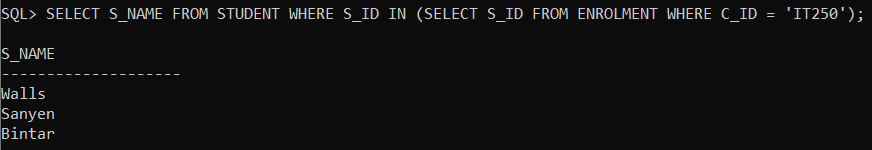 SQL> SELECT S_NAME FROM STUDENT WHERE S_ID IN (SELECT S_ID FROM ENROLMENT WHERE C_ID = 'IT250');
S_NAME
--------------------
Walls
Sanyen
Bintar